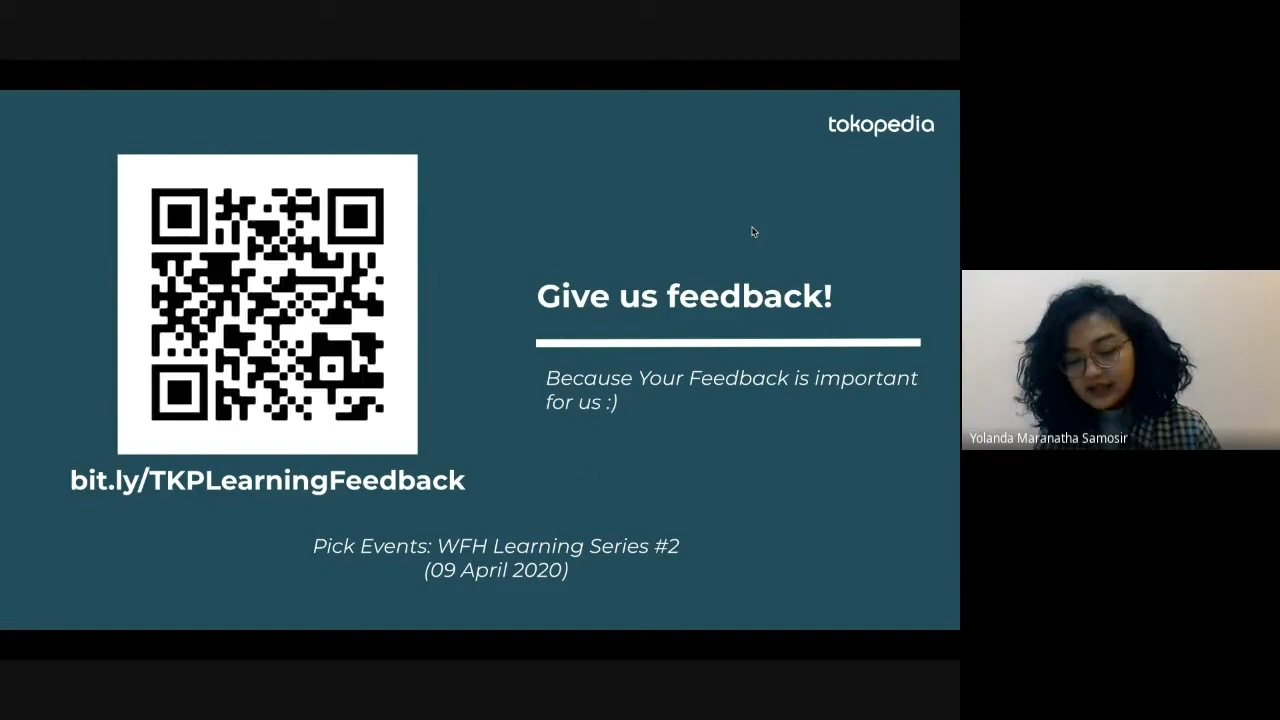 tokopedia
Give us feedback!
Because Your Feedback is important
for us :)
bit.ly/TKPLearningFeedback
Pick Events: WFH Learning Series #2
(09 April 2020)
Yolanda Maranatha Samosir